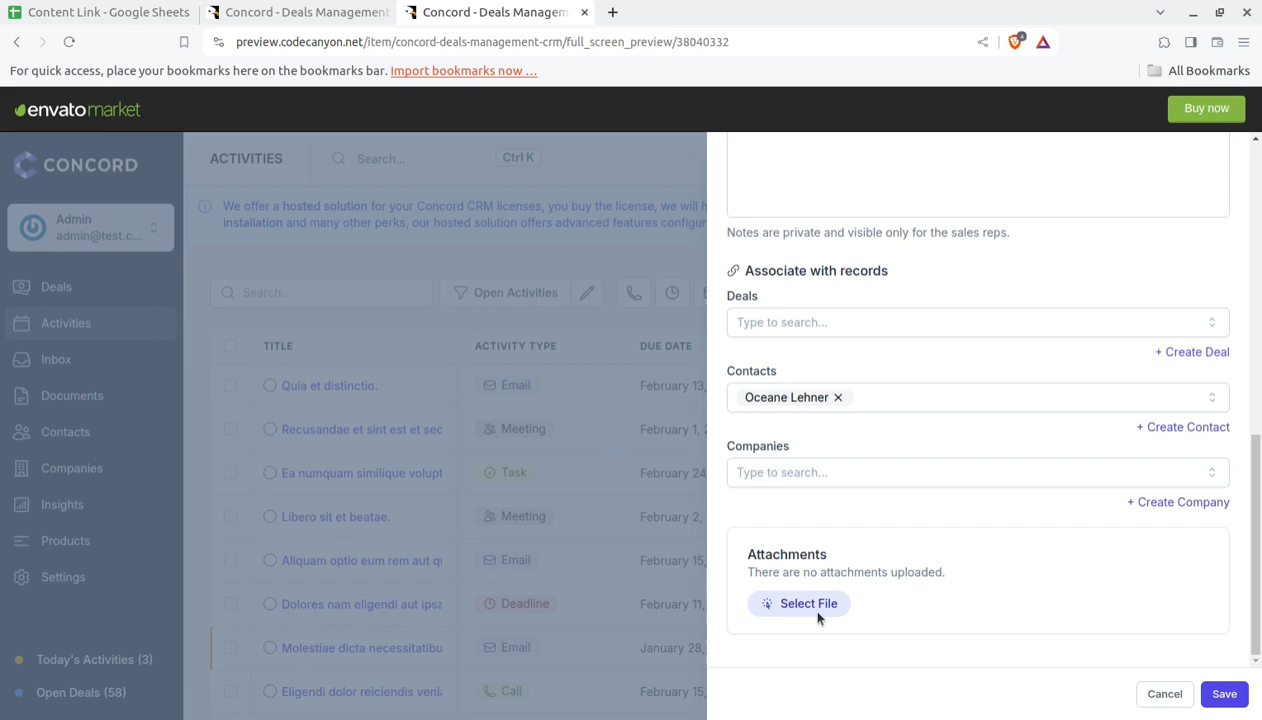 Content Link - Google Sheets
Concord - Deals Management
Concord - Deals Managem
preview.codecanyon.net/item/concord-deals-management-crm/full_screen_preview/38040332
4
For quick access, place your bookmarks here on the bookmarks bar. Import bookmarks now ...
All Bookmarks
envatomarket
Buy now
CONCORD
ACTIVITIES
Search...
Ctrl K
Admin
admin@test.c...
We offer a hosted solution for your Concord CRM licenses, you buy the license, we will h
installation and many other perks, our hosted solution offers advanced features configur
Deals
Activities
Inbox
Documents
Contacts
Companies
Insights
Products
Settings
Today's Activities (3)
Open Deals (58)
Search...
Open Activities
TITLE ACTIVITY TYPE DUE DATE
Quia et distinctio. Email February 13,
Recusandae et sint est et sed Meeting February 1, 2
Ea numquam similique volupt Task February 24
Libero sit et beatae. Meeting February 2,
Aliquam optio eum rem aut qu Email February 15,
Dolores nam eligendi aut ipsa Deadline February 11,
Molestiae dicta necessitatibu Email January 28,
Eligendi dolor reiciendis venia Call February 15,
Notes are private and visible only for the sales reps.
Associate with records
Deals
Type to search...
+ Create Deal
Contacts
Oceane Lehner
+ Create Contact
Companies
Type to search...
+ Create Company
Attachments
There are no attachments uploaded.
Select File
Cancel
Save